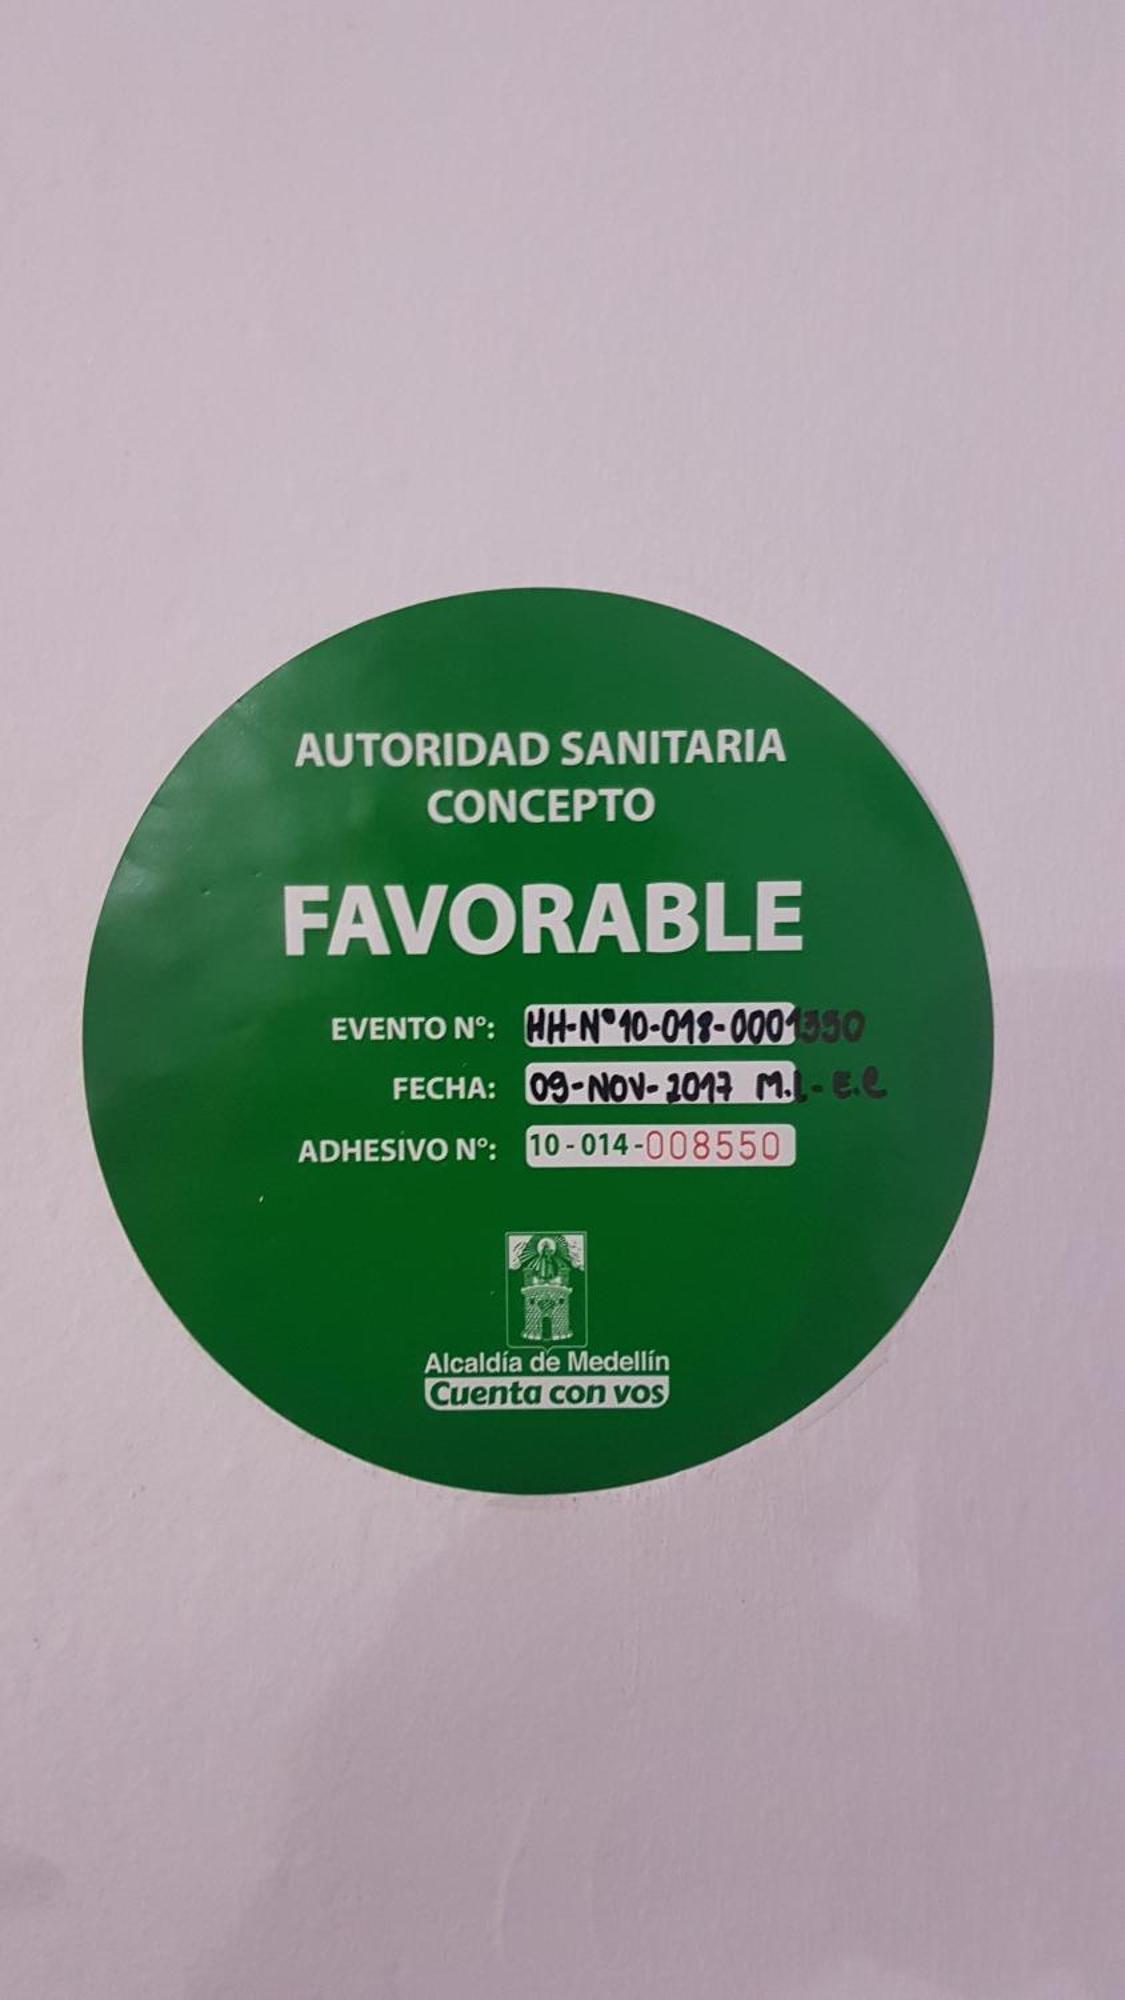 AUTORIDAD SANITARIA
CONCEPTO
FAVORABLE
EVENTO N°: HH-N°10-018-0001350
FECHA: 09-NOV-2017 M.L-E.C
ADHESIVO N°: 10-014-008550
Alcaldía de Medellín
Cuenta con vos